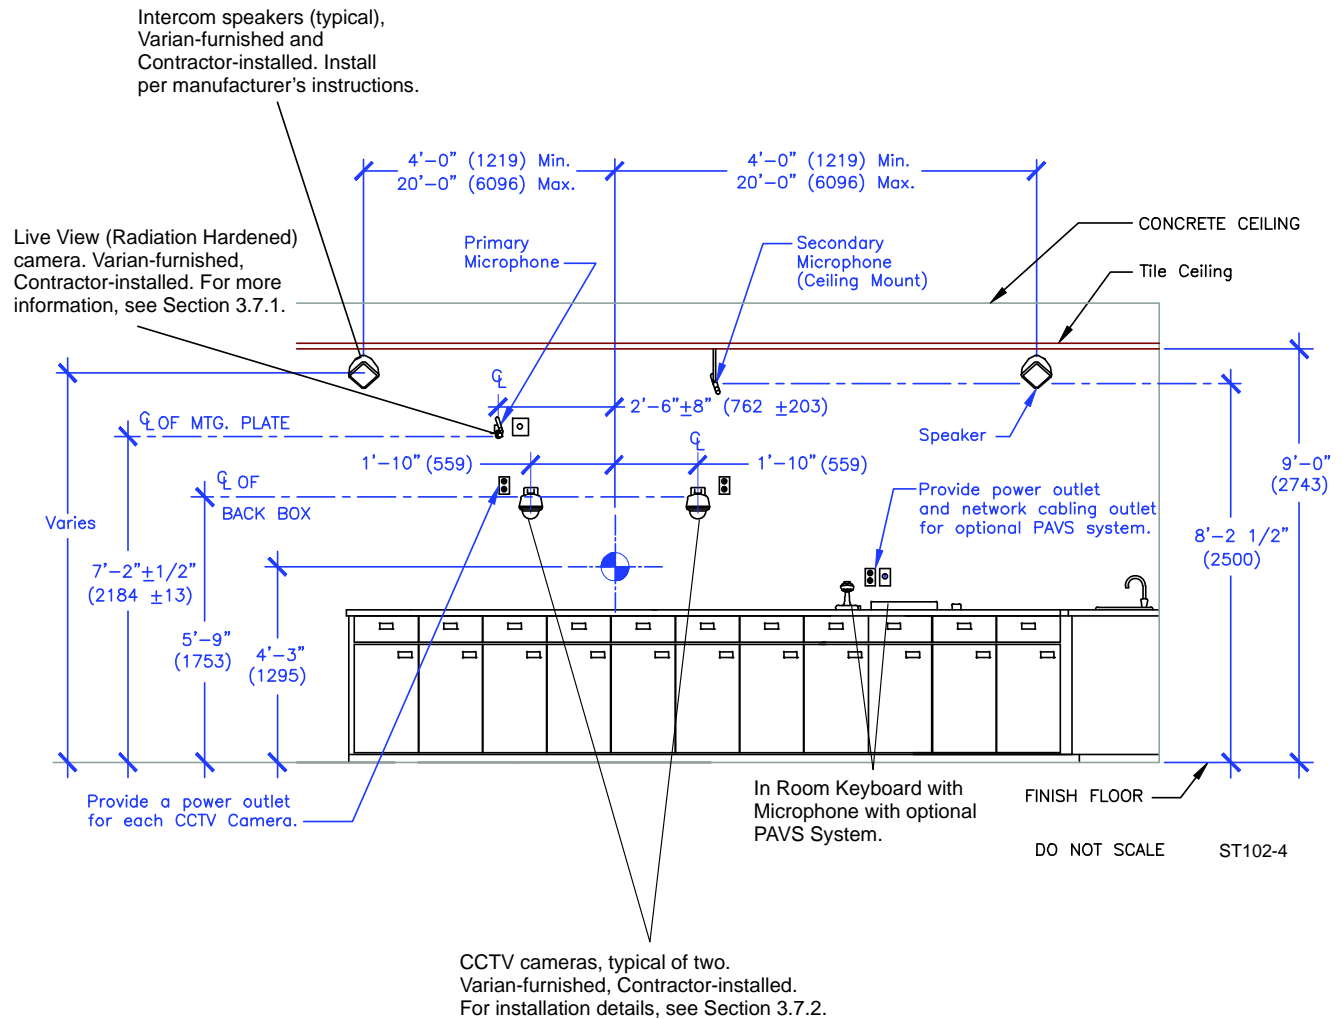 Intercom speakers (typical),
Varian-furnished and
Contractor-installed. Install
per manufacturer's instructions.
4'-0" (1219) Min.
20'-0" (6096) Max.
4'-0" (1219) Min.
20'-0" (6096) Max.
Live View (Radiation Hardened)
camera. Varian-furnished,
Contractor-installed. For more
information, see Section 3.7.1.
Primary
Microphone
Secondary
Microphone
(Ceiling Mount)
CONCRETE CEILING
Tile Ceiling
CL
2'-6"±8" (762 ±203)
CL OF MTG. PLATE
Speaker
CL
1'-10" (559)
1'-10" (559)
CL OF
BACK BOX
Varies
Provide power outlet
and network cabling outlet
for optional PAVS system.
9'-0"
(2743)
8'-2 1/2"
(2500)
7'-2"±1/2"
(2184 ±13)
5'-9"
(1753)
4'-3"
(1295)
Provide a power outlet
for each CCTV Camera.
In Room Keyboard with
Microphone with optional
PAVS System.
FINISH FLOOR
DO NOT SCALE
ST102-4
CCTV cameras, typical of two.
Varian-furnished, Contractor-installed.
For installation details, see Section 3.7.2.